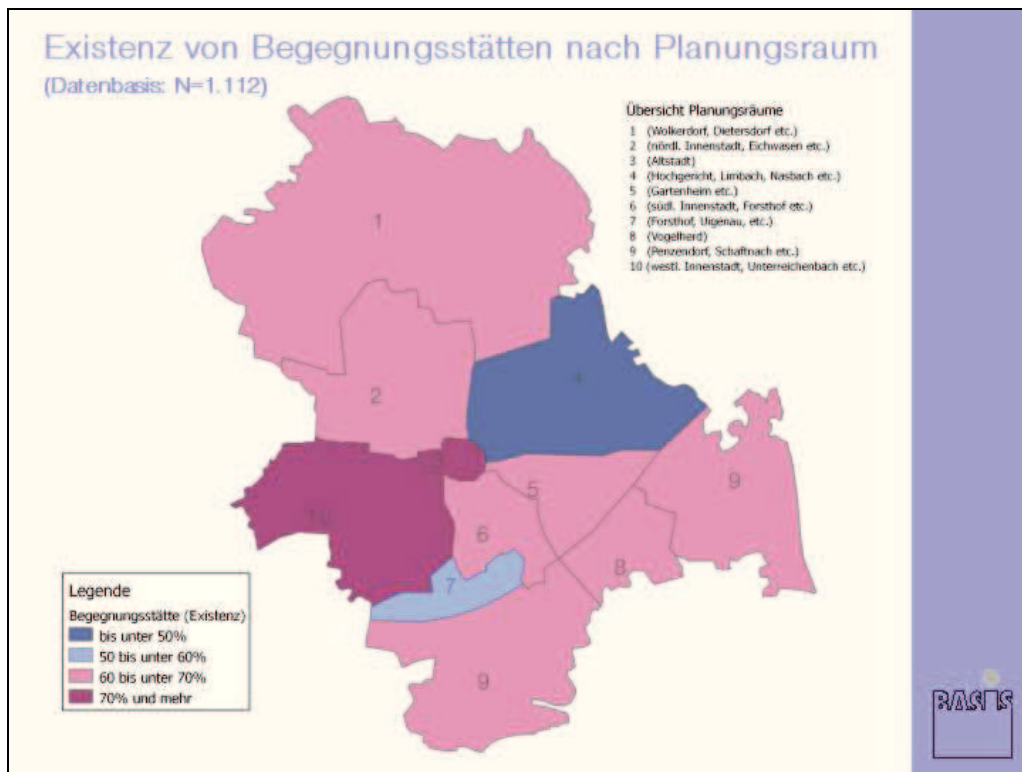 Existenz von Begegnungsstätten nach Planungsraum
(Datenbasis: N=1.112)
Übersicht Planungsräume
1 (Wolkerdorf, Dietersdorf etc.)
2 (nördl. Innenstadt, Eichwasen etc.)
3 (Altstadt)
4 (Hochgericht, Limbach, Nasbach etc.)
5 (Gartenheim etc.)
6 (südl. Innenstadt, Forsthof etc.)
7 (Forsthof, Uigenau, etc.)
8 (Vogelherd)
9 (Penzendorf, Schaftnach etc.)
10 (westl. Innenstadt, Unterreichenbach etc.)
1
2
4
3
5
9
10
6
8
7
9
Legende
Begegnungsstätte (Existenz)
bis unter 50%
50 bis unter 60%
60 bis unter 70%
70% und mehr
BASIS